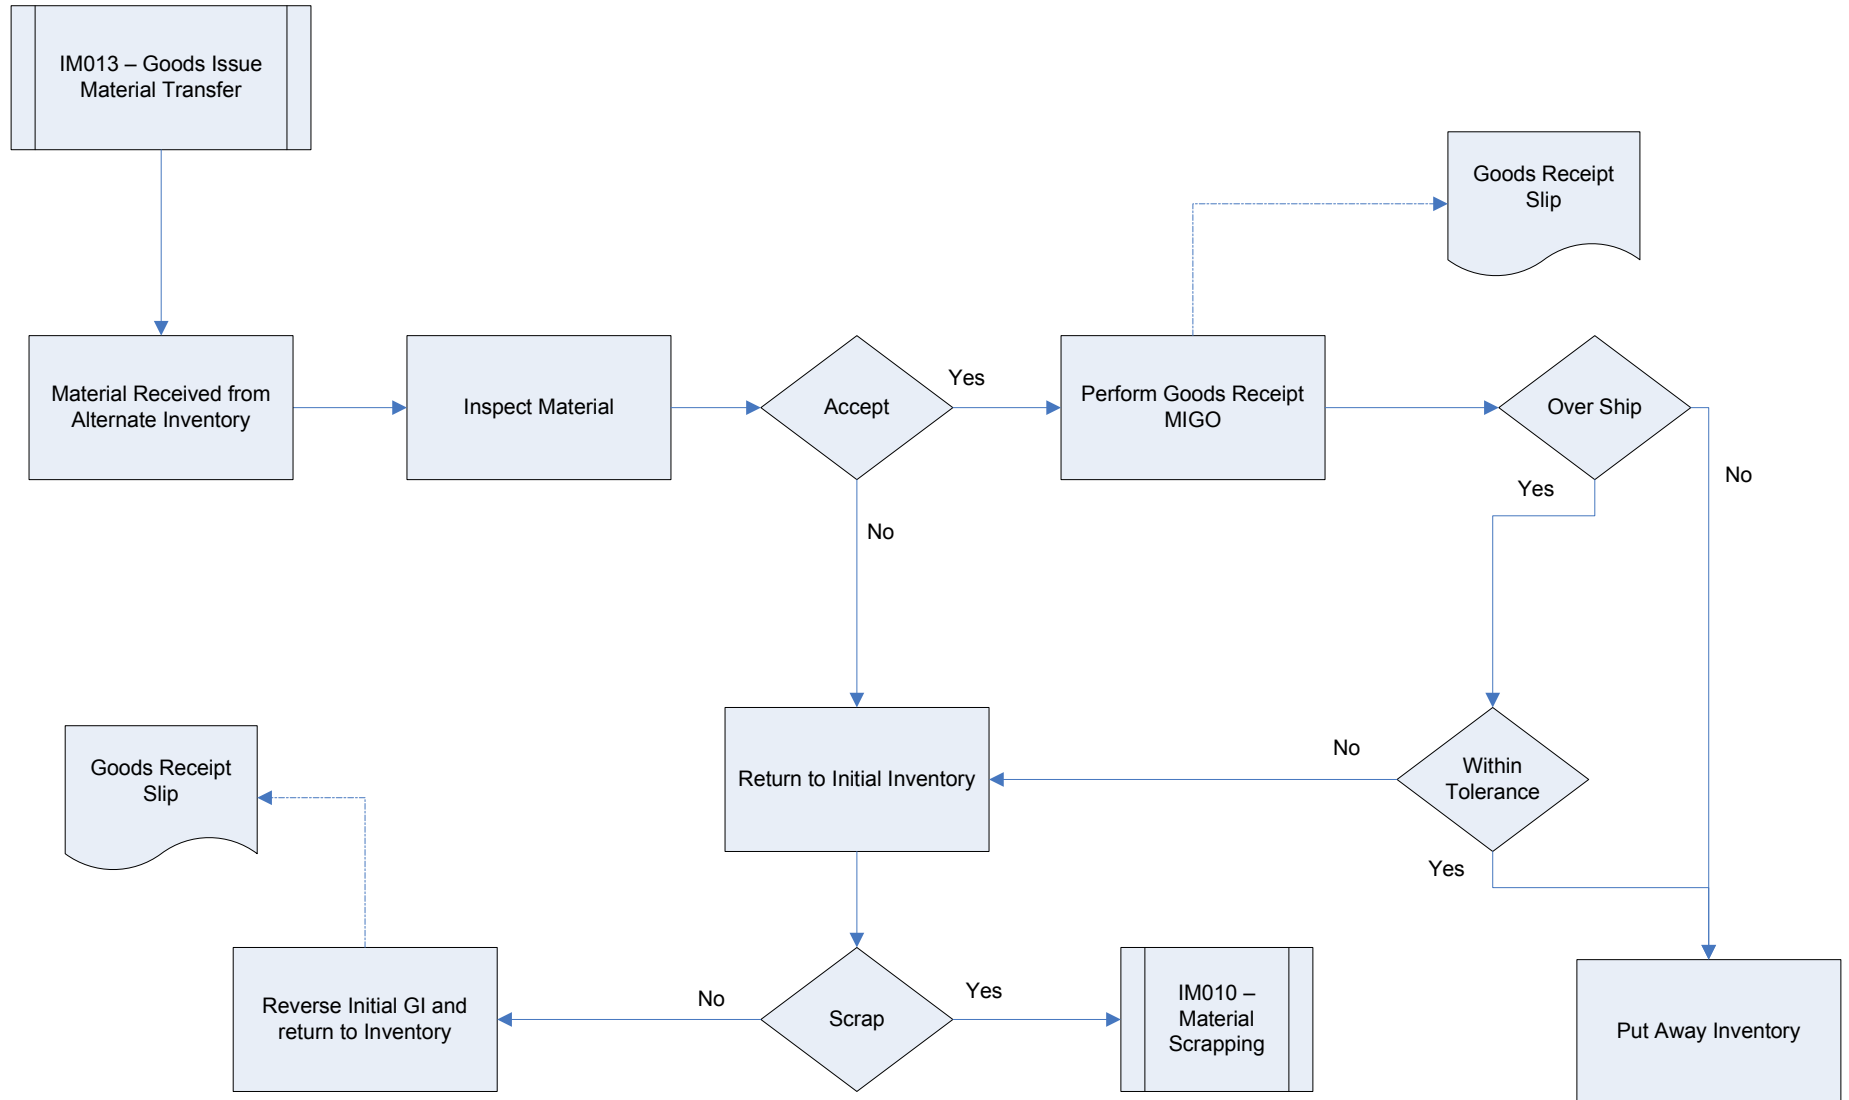 IM013 – Goods Issue
Material Transfer
Goods Receipt
Slip
Material Received from
Alternate Inventory
Inspect Material
Accept
Yes
Perform Goods Receipt
MIGO
Over Ship
No
Yes
No
Goods Receipt
Slip
Return to Initial Inventory
No
Within
Tolerance
Yes
Reverse Initial GI and
return to Inventory
No
Scrap
Yes
IM010 –
Material
Scrapping
Put Away Inventory